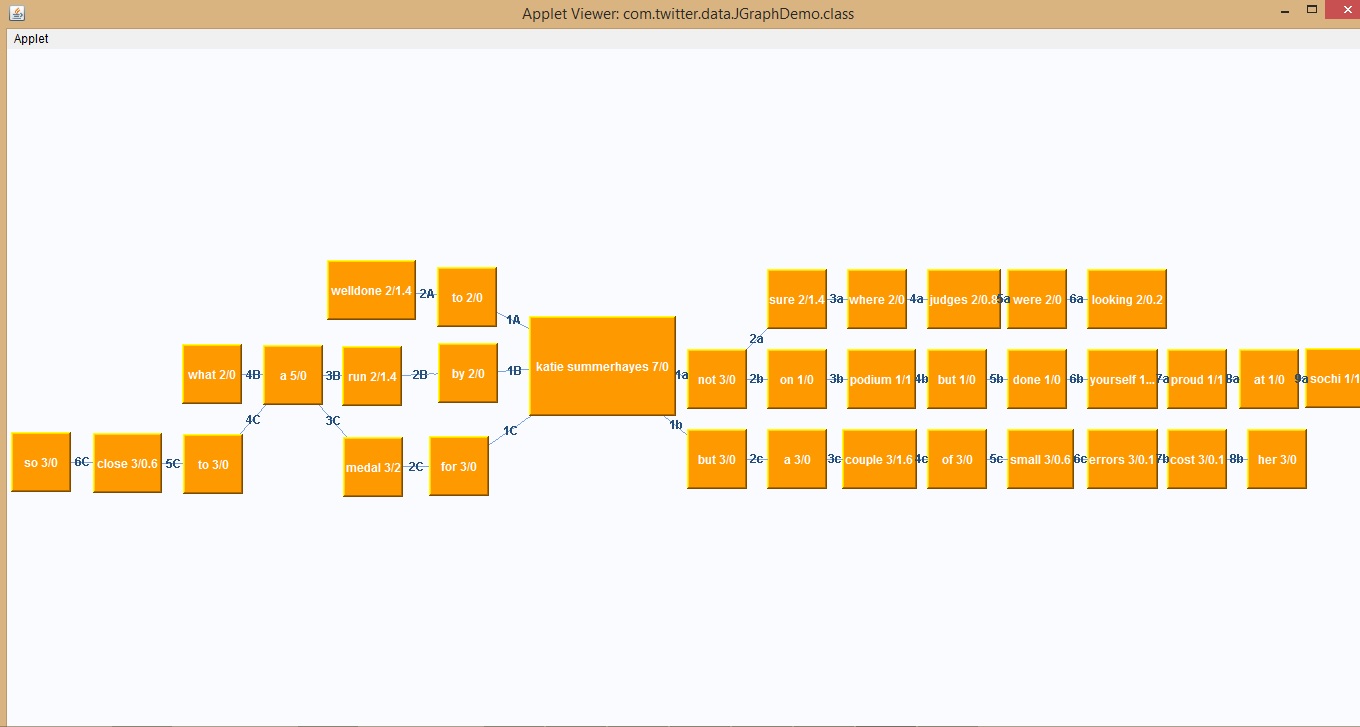 Applet Viewer: com.twitter.dataJGraphDemo.class
Applet
welldone 2/1.4 2A to 2/0
1A
sure 2/1.4 3a where 2/0 4a judges 2/0.8 5a were 2/0 6a looking 2/0.2
2a
what 2/0 4B a 5/0 3B run 2/1.4 2B by 2/0 1B katie summerhayes 7/0 1a not 3/0 2b on 1/0 3b podium 1/1 4b but 1/0 5b done 1/0 6b yourself 1... 7a proud 1/1 8a at 1/0 9a sochi 1/1
4C 3C 1C 1b
so 3/0 6C close 3/0.6 5C to 3/0 medal 3/2 2C for 3/0 but 3/0 2c a 3/0 3c couple 3/1.6 4c of 3/0 5c small 3/0.6 6c errors 3/0.1 7b cost 3/0.1 8b her 3/0